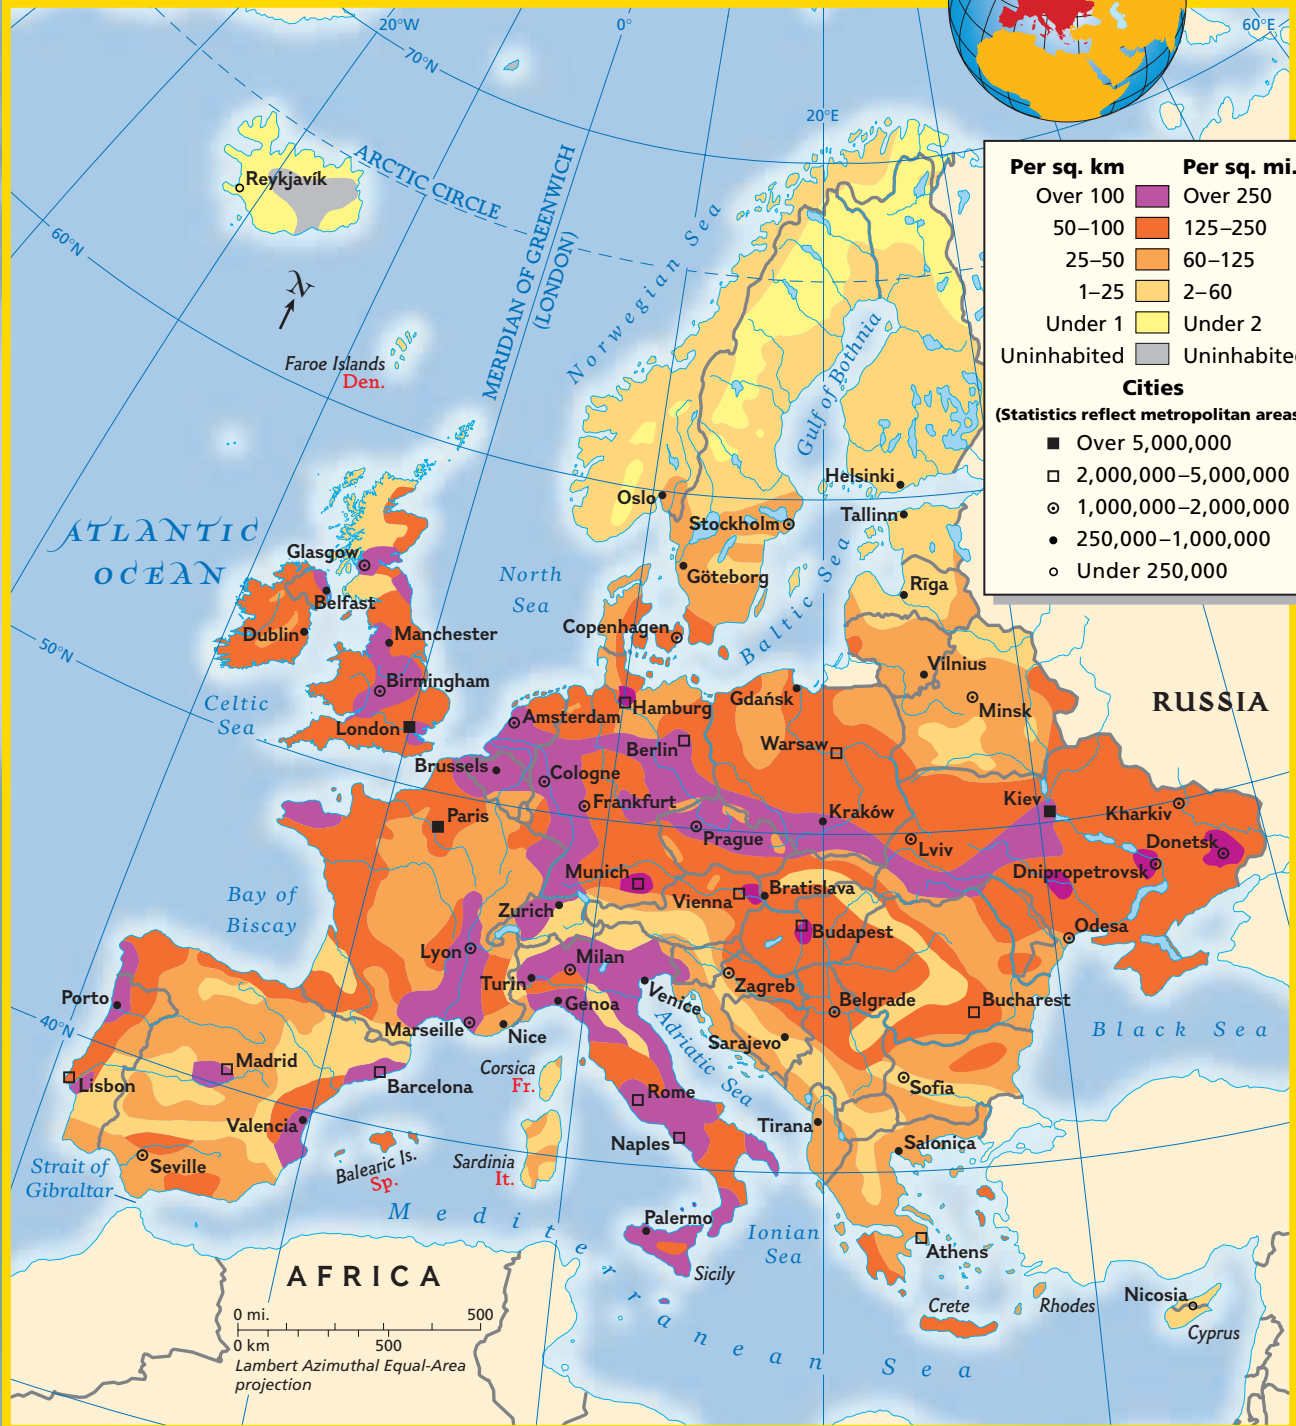 20°W
0°
60°E
70°N
20°E
ARCTIC CIRCLE
Reykjavík
60°N
MERIDIAN OF GREENWICH
(LONDON)
Norwegian Sea
N
Per sq. km Per sq. mi.
Over 100 Over 250
50–100 125–250
25–50 60–125
1–25 2–60
Under 1 Under 2
Uninhabited Uninhabite
Cities
(Statistics reflect metropolitan areas
Over 5,000,000
2,000,000–5,000,000
1,000,000–2,000,000
250,000–1,000,000
Under 250,000
Faroe Islands
Den.
Gulf of Bothnia
Helsinki
Oslo
Stockholm
Tallinn
ATLANTIC
OCEAN
Glasgow
North
Sea
Göteborg
Baltic Sea
Rīga
Belfast
Dublin
Manchester
Copenhagen
50°N
Birmingham
Vilnius
Minsk
RUSSIA
Celtic
Sea
London
Amsterdam
Hamburg
Gdańsk
Berlin
Warsaw
Brussels
Cologne
Frankfurt
Paris
Prague
Kraków
Kiev
Kharkiv
Lviv
Donetsk
Dnipropetrovsk
Munich
Vienna
Bratislava
Bay of
Biscay
Zurich
Budapest
Odesa
Lyon
Milan
Turin
Zagreb
Venice
Genoa
Belgrade
Bucharest
Porto
40°N
Marseille
Nice
Adriatic Sea
Sarajevo
Black Sea
Madrid
Lisbon
Barcelona
Corsica
Fr.
Rome
Sofia
Valencia
Tirana
Naples
Salonica
Strait of
Gibraltar
Seville
Balearic Is.
Sp.
Sardinia
It.
Mediterranean Sea
Palermo
Sicily
Ionian
Sea
Athens
AFRICA
Crete
Rhodes
Nicosia
Cyprus
0 mi. 500
0 km 500
Lambert Azimuthal Equal-Area
projection